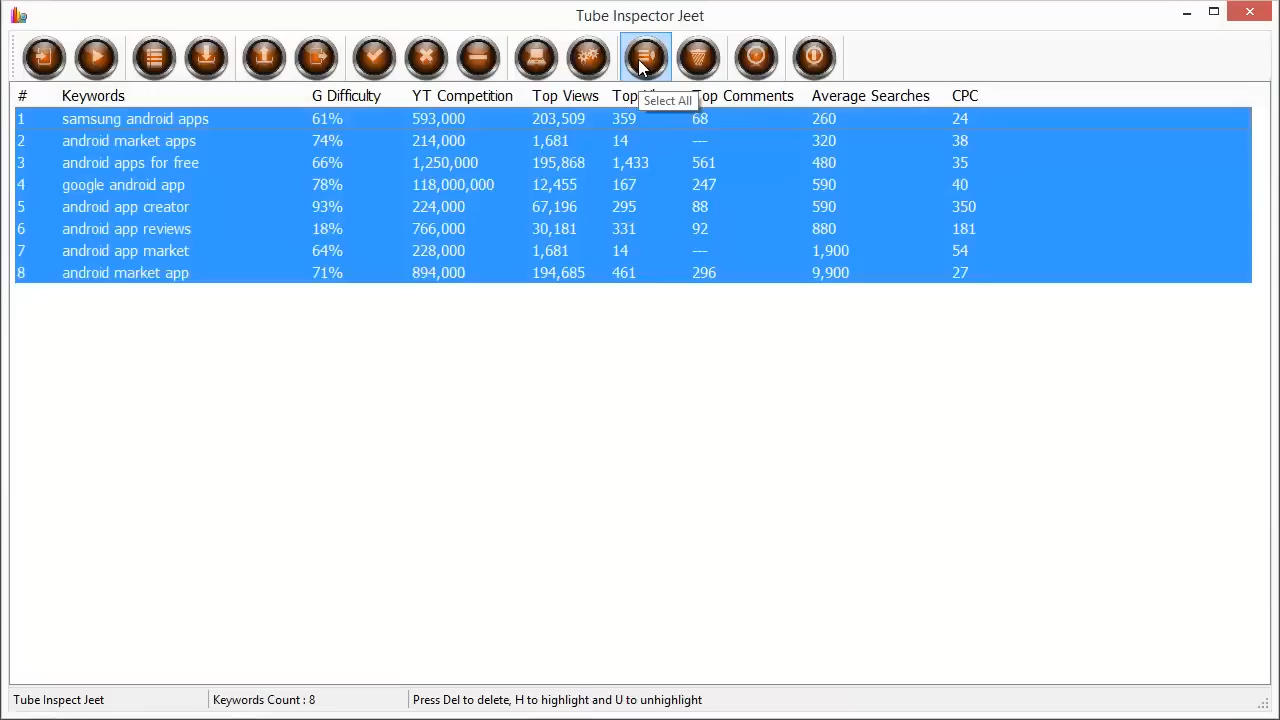 Tube Inspector Jeet
Select All
# Keywords G Difficulty YT Competition Top Views Top Top Comments Average Searches CPC
1 samsung android apps 61% 593,000 203,509 359 68 260 24
2 android market apps 74% 214,000 1,681 14 --- 320 38
3 android apps for free 66% 1,250,000 195,868 1,433 561 480 35
4 google android app 78% 118,000,000 12,455 167 247 590 40
5 android app creator 93% 224,000 67,196 295 88 590 350
6 android app reviews 18% 766,000 30,181 331 92 880 181
7 android app market 64% 228,000 1,681 14 --- 1,900 54
8 android market app 71% 894,000 194,685 461 296 9,900 27
Tube Inspect Jeet Keywords Count : 8 Press Del to delete, H to highlight and U to unhighlight